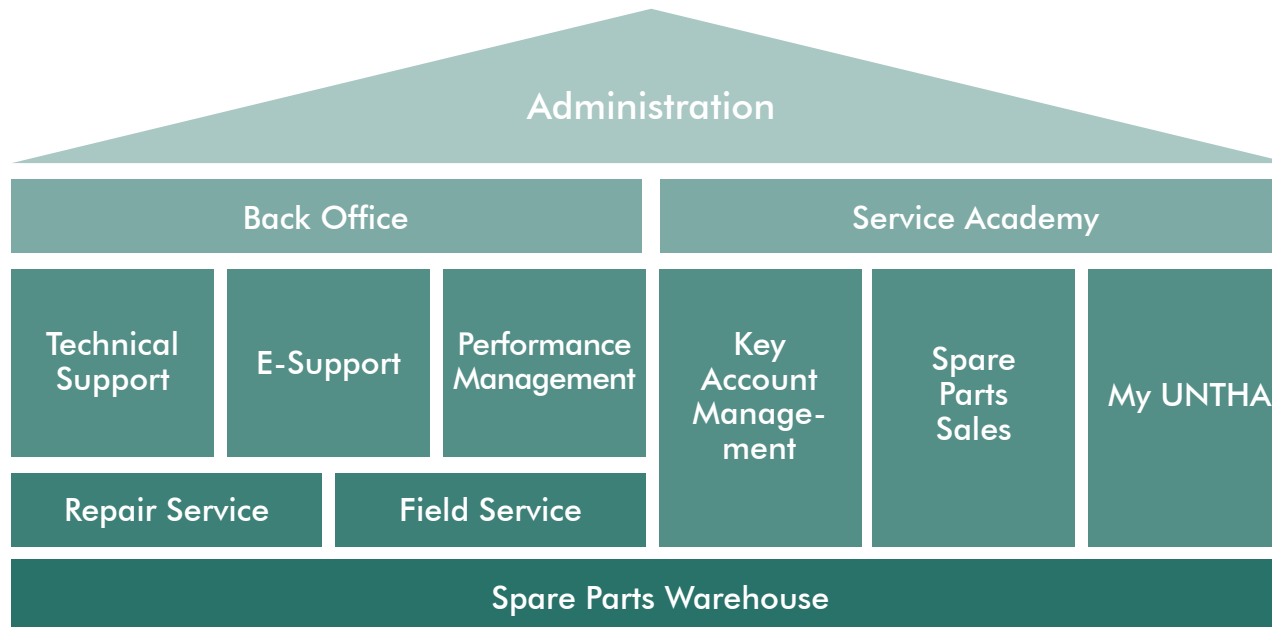 Administration
Back Office
Service Academy
Technical
Support
E-Support
Performance
Management
Key
Account
Manage-
ment
Spare
Parts
Sales
My UNTHA
Repair Service
Field Service
Spare Parts Warehouse